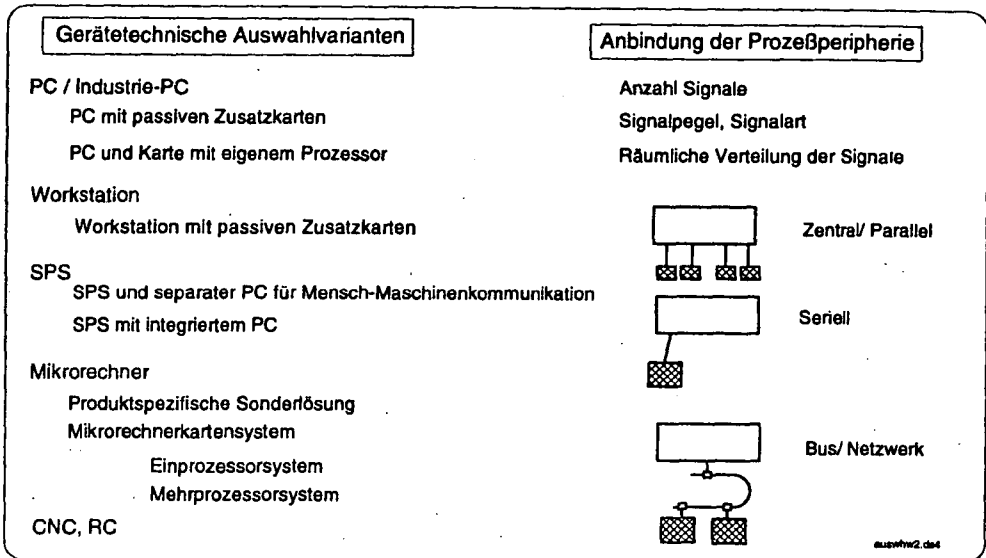 Gerätetechnische Auswahlvarianten
PC / Industrie-PC
PC mit passiven Zusatzkarten
PC und Karte mit eigenem Prozessor
Workstation
Workstation mit passiven Zusatzkarten
SPS
SPS und separater PC für Mensch-Maschinenkommunikation
SPS mit integriertem PC
Mikrorechner
Produktspezifische Sonderlösung
Mikrorechnerkartensystem
Einprozessorsystem
Mehrprozessorsystem
CNC, RC
Anbindung der Prozeßperipherie
Anzahl Signale
Signalpegel, Signalart
Räumliche Verteilung der Signale
Zentral/ Parallel
Seriell
Bus/ Netzwerk
auswhw2.ds4